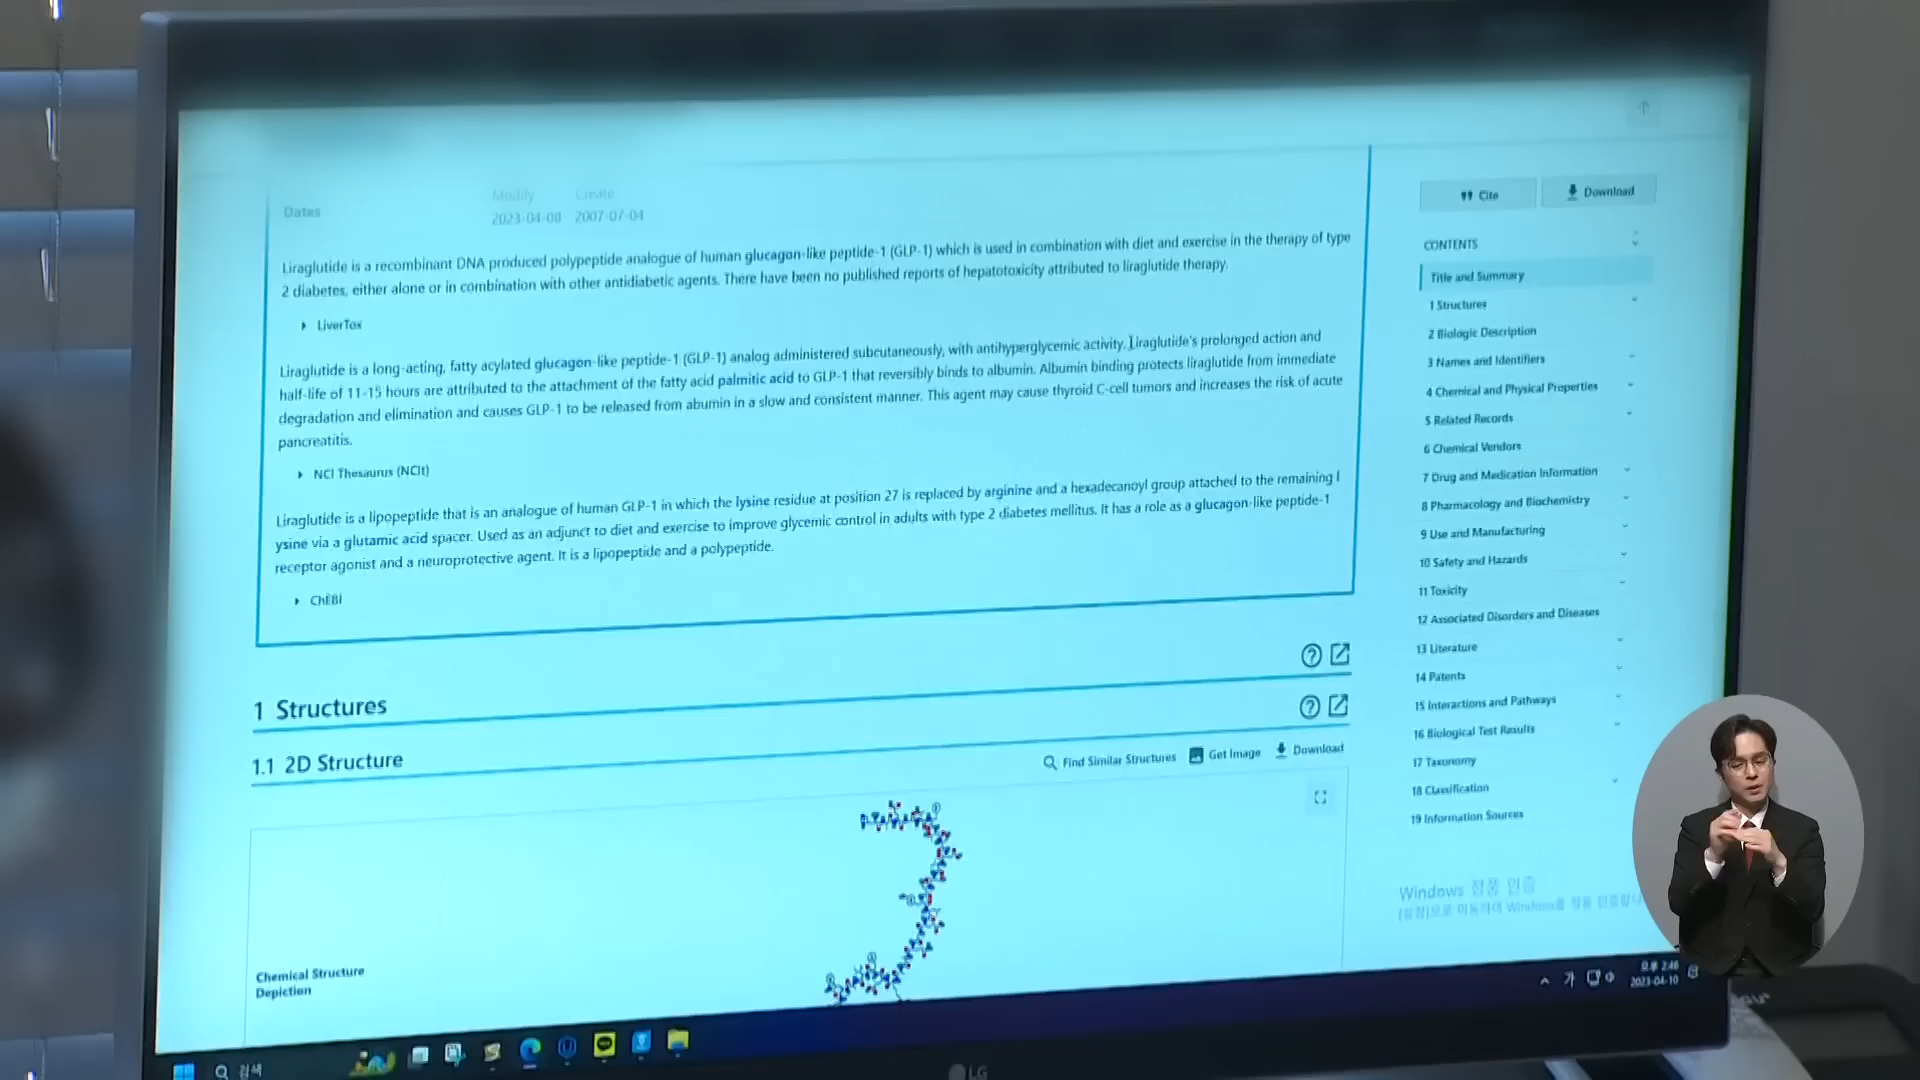 Modify Create
Dates
2023-04-08 2007-07-04
Liraglutide is a recombinant DNA produced polypeptide analogue of human glucagon-like peptide-1 (GLP-1) which is used in combination with diet and exercise in the therapy of type
2 diabetes, either alone or in combination with other antidiabetic agents. There have been no published reports of hepatotoxicity attributed to liraglutide therapy.
LiverTox
Liraglutide is a long-acting, fatty acylated glucagon-like peptide-1 (GLP-1) analog administered subcutaneously, with antihyperglycemic activity. Liraglutide's prolonged action and
half-life of 11-15 hours are attributed to the attachment of the fatty acid palmitic acid to GLP-1 that reversibly binds to albumin. Albumin binding protects liraglutide from immediate
degradation and elimination and causes GLP-1 to be released from abumin in a slow and consistent manner. This agent may cause thyroid C-cell tumors and increases the risk of acute
pancreatitis.
NCI Thesaurus (NCIt)
Liraglutide is a lipopeptide that is an analogue of human GLP-1 in which the lysine residue at position 27 is replaced by arginine and a hexadecanoyl group attached to the remaining l
ysine via a glutamic acid spacer. Used as an adjunct to diet and exercise to improve glycemic control in adults with type 2 diabetes mellitus. It has a role as a glucagon-like peptide-1
receptor agonist and a neuroprotective agent. It is a lipopeptide and a polypeptide.
ChEBI
1 Structures
1.1 2D Structure
Find Similar Structures Get Image Download
Chemical Structure
Depiction
Cite Download
CONTENTS
Title and Summary
1 Structures
2 Biologic Description
3 Names and Identifiers
4 Chemical and Physical Properties
5 Related Records
6 Chemical Vendors
7 Drug and Medication Information
8 Pharmacology and Biochemistry
9 Use and Manufacturing
10 Safety and Hazards
11 Toxicity
12 Associated Disorders and Diseases
13 Literature
14 Patents
15 Interactions and Pathways
16 Biological Test Results
17 Taxonomy
18 Classification
19 Information Sources
Windows 정품 인증
가
오후 2:46
2023-04-10
검색
LG